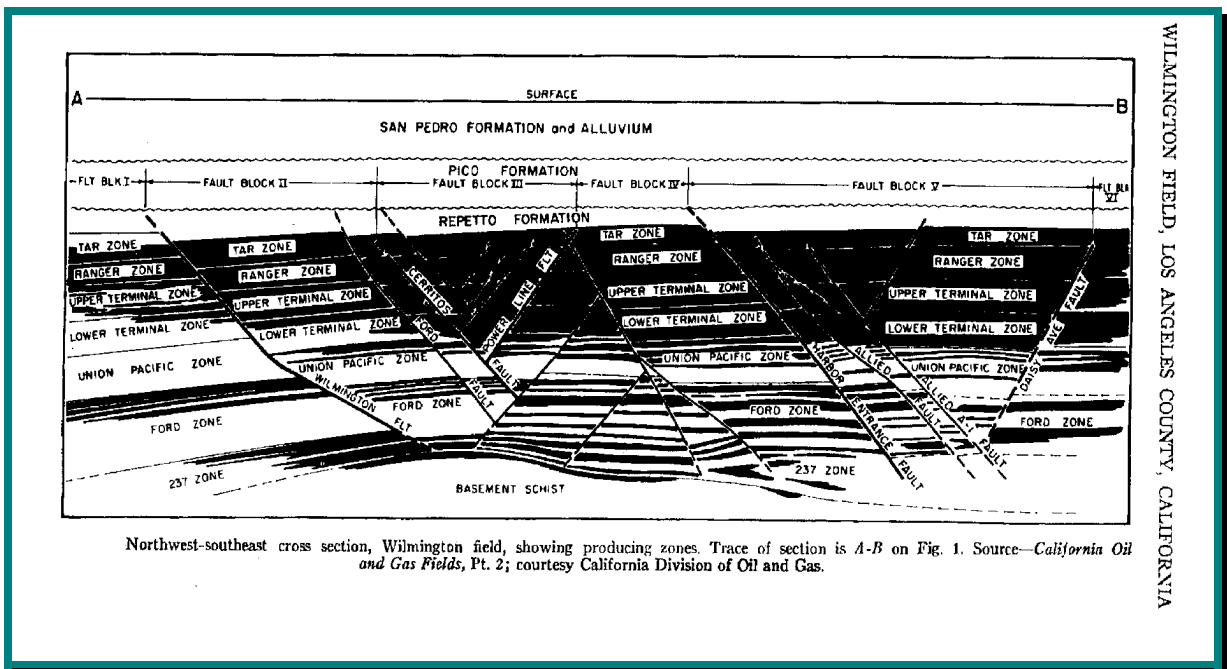 WILMINGTON FIELD, LOS ANGELES COUNTY, CALIFORNIA
A
SURFACE
B
SAN PEDRO FORMATION and ALLUVIUM
PICO FORMATION
FLT BLK I
FAULT BLOCK II
FAULT BLOCK III
FAULT BLOCK IV
FAULT BLOCK V
FLT BLK VI
REPETTO FORMATION
TAR ZONE
TAR ZONE
TAR ZONE
TAR ZONE
RANGER ZONE
RANGER ZONE
RANGER ZONE
RANGER ZONE
UPPER TERMINAL ZONE
UPPER TERMINAL ZONE
UPPER TERMINAL ZONE
UPPER TERMINAL ZONE
LOWER TERMINAL ZONE
LOWER TERMINAL ZONE
LOWER TERMINAL ZONE
LOWER TERMINAL ZONE
UNION PACIFIC ZONE
UNION PACIFIC ZONE
UNION PACIFIC ZONE
UNION PACIFIC ZONE
FORD ZONE
FORD ZONE
FORD ZONE
FORD ZONE
237 ZONE
237 ZONE
WILMINGTON FLT
FORD FAULT
CERRITOS FAULT
POWER LINE FLT
HARBOR ENTRANCE FAULT
ALLIED FAULT
ALLIED A-1 FAULT
DAISY AVE FAULT
BASEMENT SCHIST
Northwest-southeast cross section, Wilmington field, showing producing zones. Trace of section is A-B on Fig. 1. Source—California Oil
and Gas Fields, Pt. 2; courtesy California Division of Oil and Gas.